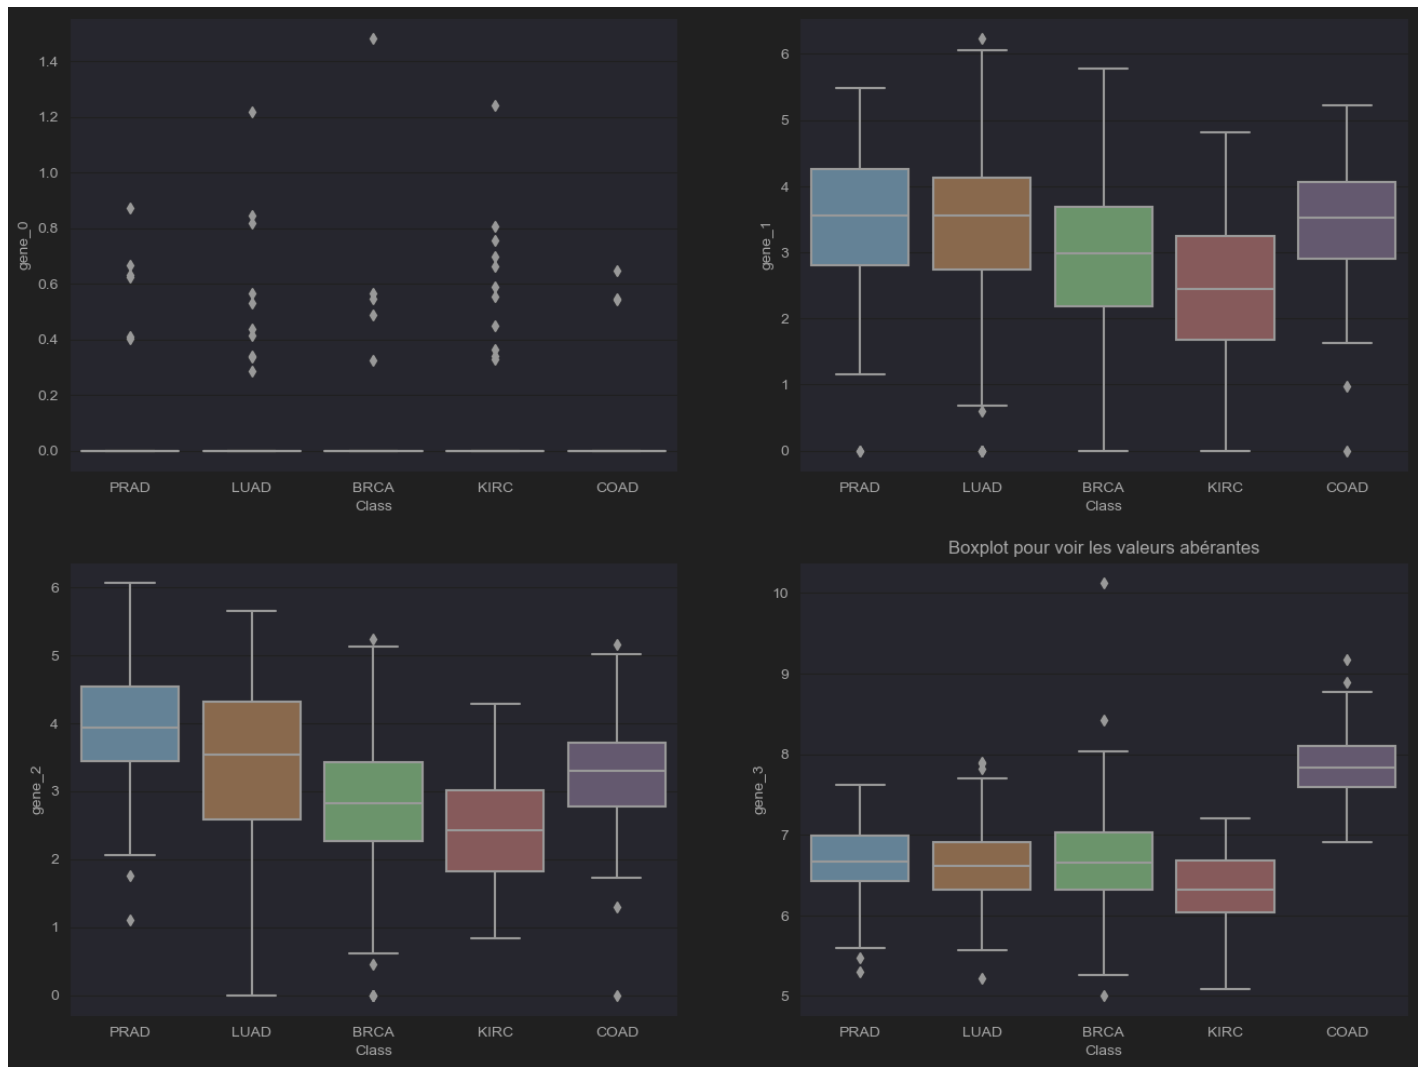 1.4
1.2
1.0
0.8
0.6
0.4
0.2
0.0
gene_0
PRAD LUAD BRCA KIRC COAD
Class
6
5
4
3
2
1
0
gene_1
PRAD LUAD BRCA KIRC COAD
Class
6
5
4
3
2
1
0
gene_2
PRAD LUAD BRCA KIRC COAD
Class
Boxplot pour voir les valeurs abérantes
10
9
8
7
6
5
gene_3
PRAD LUAD BRCA KIRC COAD
Class